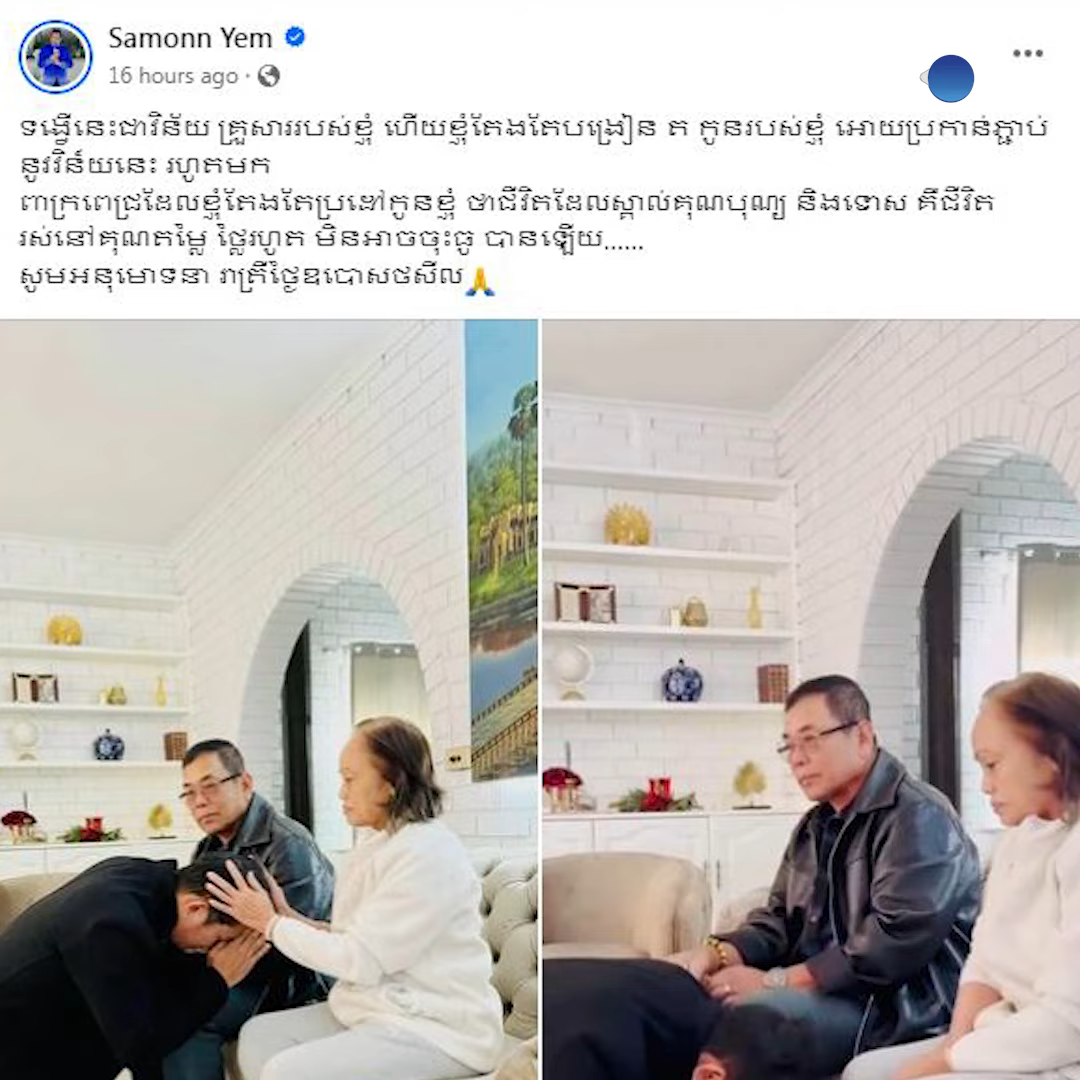 Samonn Yem
16 hours ago ·
ទង្វើនេះជាវិន័យ គ្រួសាររបស់ខ្ញុំ ហើយខ្ញុំតែងតែបង្រៀន ត កូនរបស់ខ្ញុំ អោយប្រកាន់ភ្ជាប់
នូវវិន័យនេះ រហូតមក
ពាក្រពេជ្រដែលខ្ញុំតែងតែប្រដៅកូនខ្ញុំ ថាជីវិតដែលស្គាល់គុណបុណ្យ និងទោស គឺជីវិត
រស់នៅគុណតម្លៃ ថ្លៃរហូត មិនអាចចុះធូ បានឡើយ......
សូមអនុមោទនា រាត្រីថ្ងៃឧបោសថសីល🙏